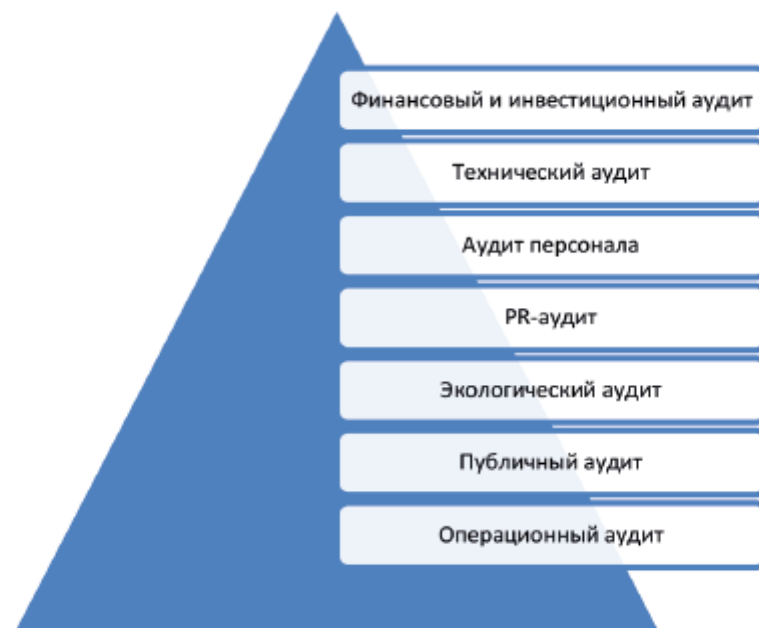 Финансовый и инвестиционный аудит
Технический аудит
Аудит персонала
PR-аудит
Экологический аудит
Публичный аудит
Операционный аудит